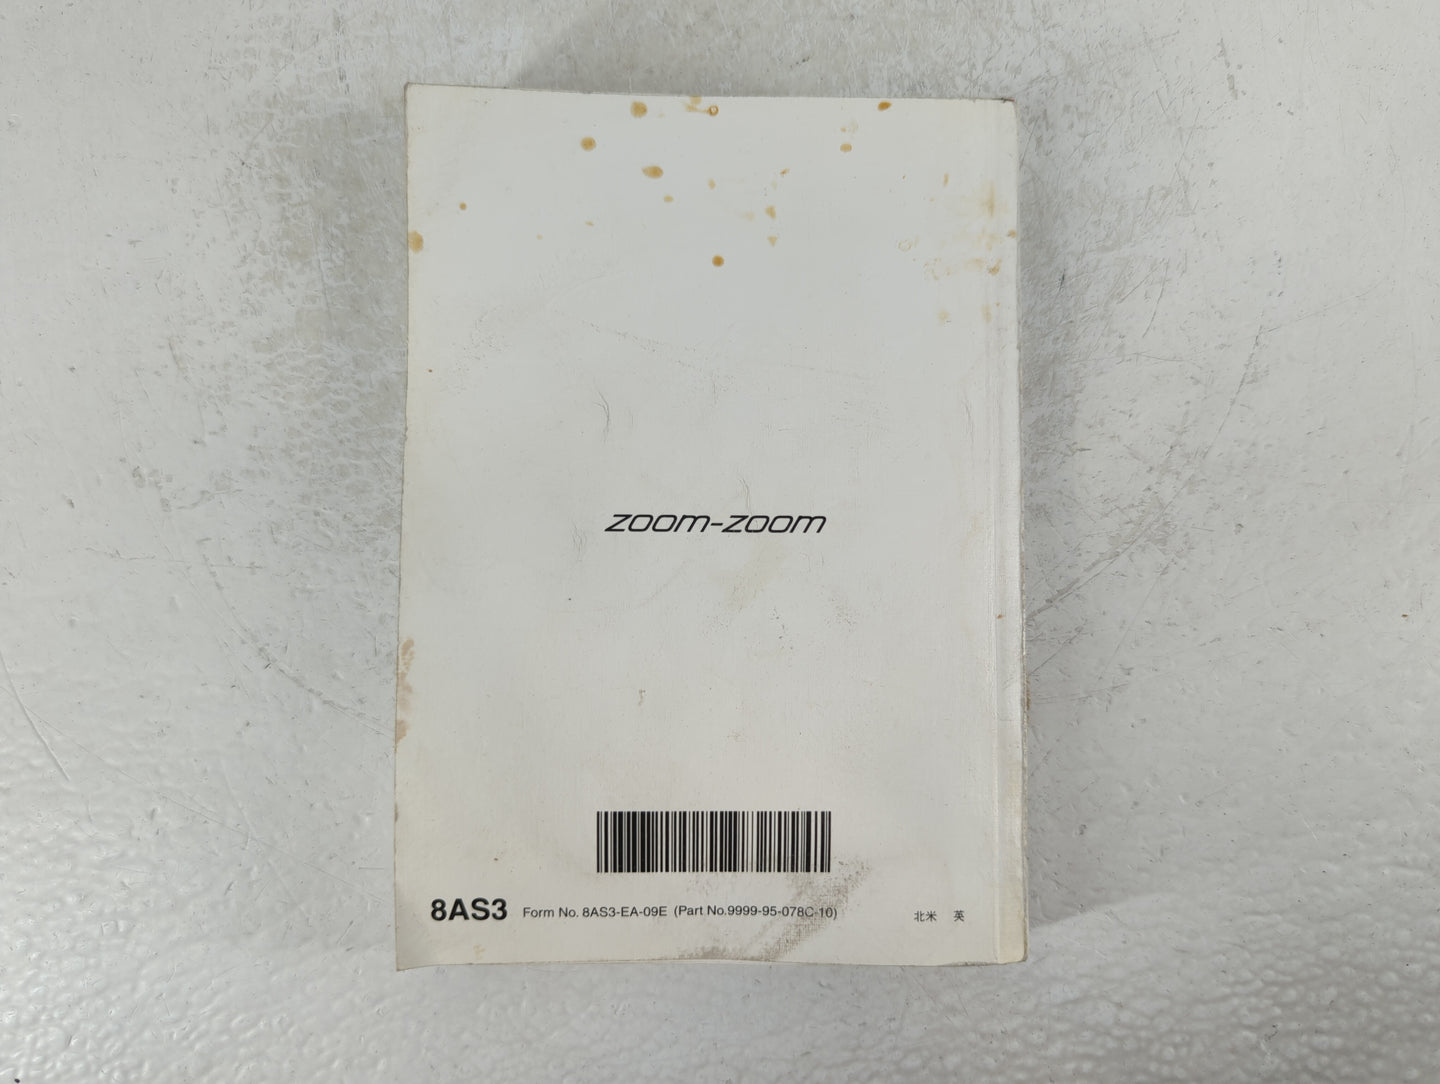 zoom-zoom
8AS3 Form No. 8AS3-EA-09E (Part No.9999-95-078C-10) 北米 英